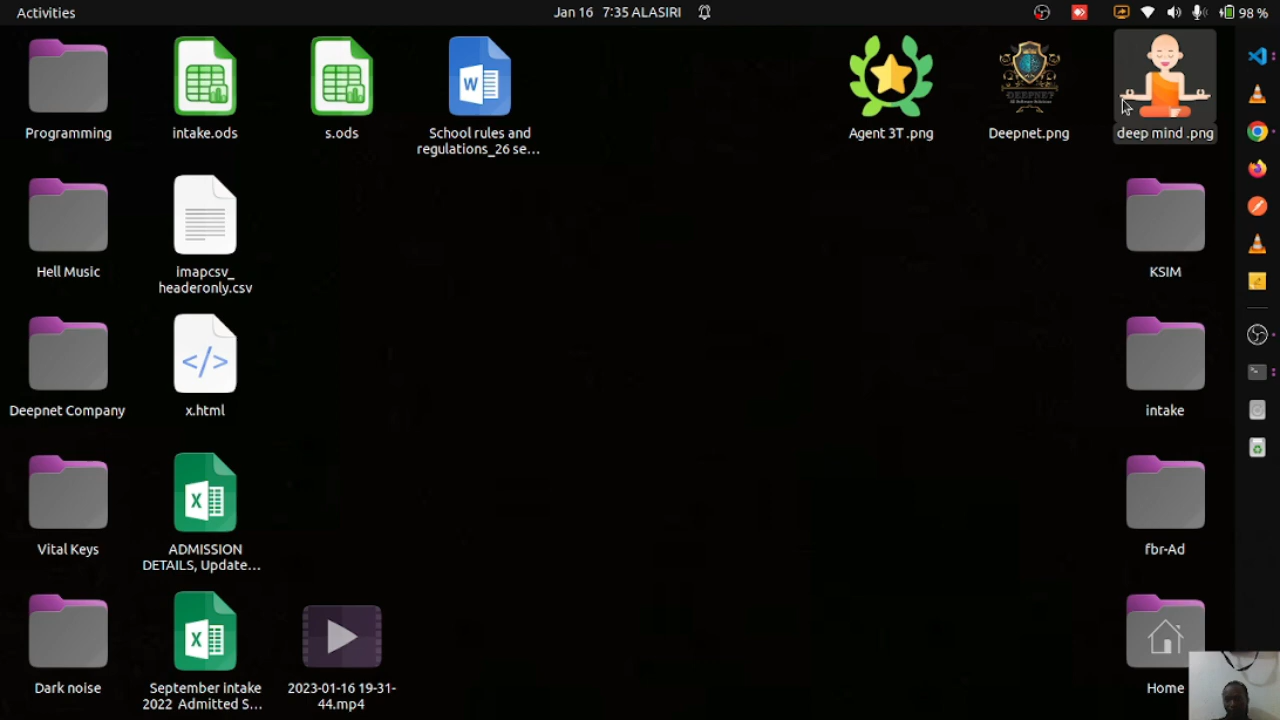 Activities
Jan 16 7:35 ALASIRI
98 %
Programming
intake.ods
s.ods
School rules and
regulations_26 se...
Agent 3T .png
DEEPNET
Deepnet.png
deep mind .png
Hell Music
imapcsv_
headeronly.csv
KSIM
Deepnet Company
x.html
intake
Vital Keys
ADMISSION
DETAILS, Update...
fbr-Ad
Dark noise
September intake
2022 Admitted S...
2023-01-16 19-31-
44.mp4
Home